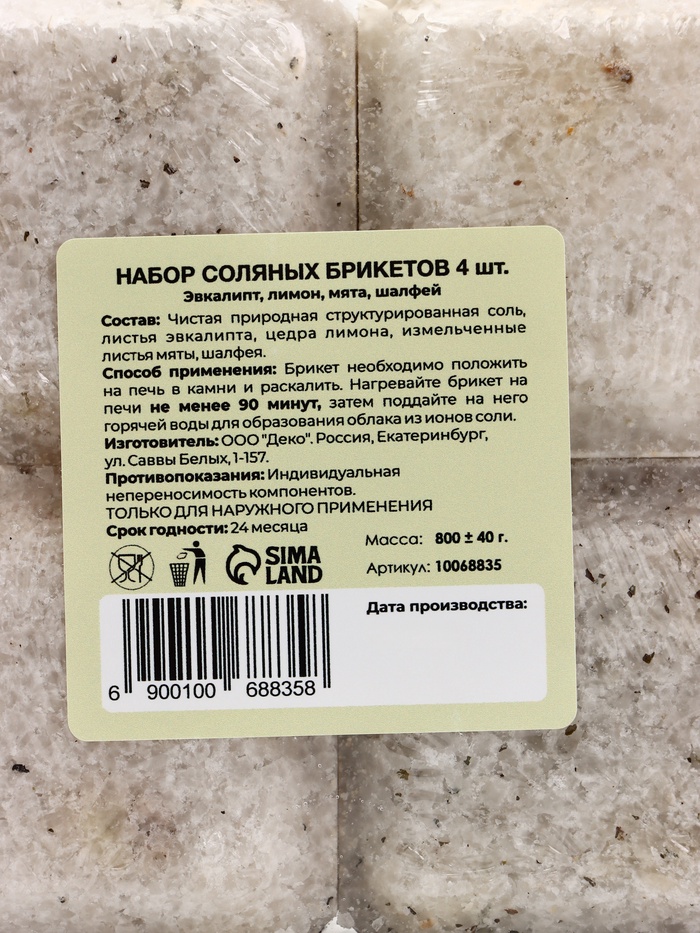 НАБОР СОЛЯНЫХ БРИКЕТОВ 4 шт.
Эвкалипт, лимон, мята, шалфей
Состав: Чистая природная структурированная соль,
листья эвкалипта, цедра лимона, измельченные
листья мяты, шалфея.
Способ применения: Брикет необходимо положить
на печь в камни и раскалить. Нагревайте брикет на
печи не менее 90 минут, затем поддайте на него
горячей воды для образования облака из ионов соли.
Изготовитель: ООО "Деко". Россия, Екатеринбург,
ул. Саввы Белых, 1-157.
Противопоказания: Индивидуальная
непереносимость компонентов.
ТОЛЬКО ДЛЯ НАРУЖНОГО ПРИМЕНЕНИЯ
Срок годности: 24 месяца
SIMA
LAND
Масса: 800 ± 40 г.
Артикул: 10068835
Дата производства:
6 900100 688358